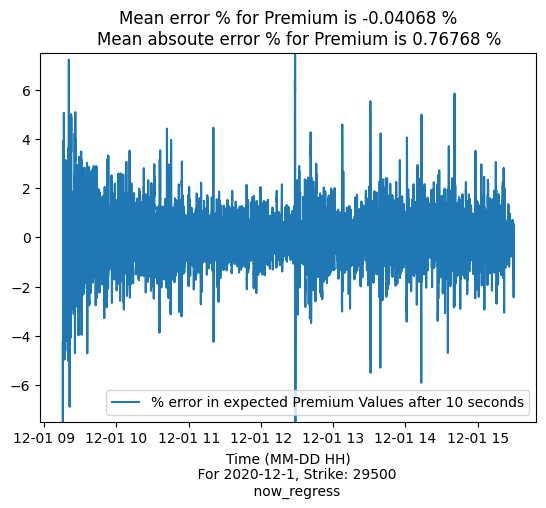 Mean error % for Premium is -0.04068 %
Mean absoute error % for Premium is 0.76768 %
6
4
2
0
−2
−4
−6
% error in expected Premium Values after 10 seconds
12-01 09 12-01 10 12-01 11 12-01 12 12-01 13 12-01 14 12-01 15
Time (MM-DD HH)
For 2020-12-1, Strike: 29500
now_regress